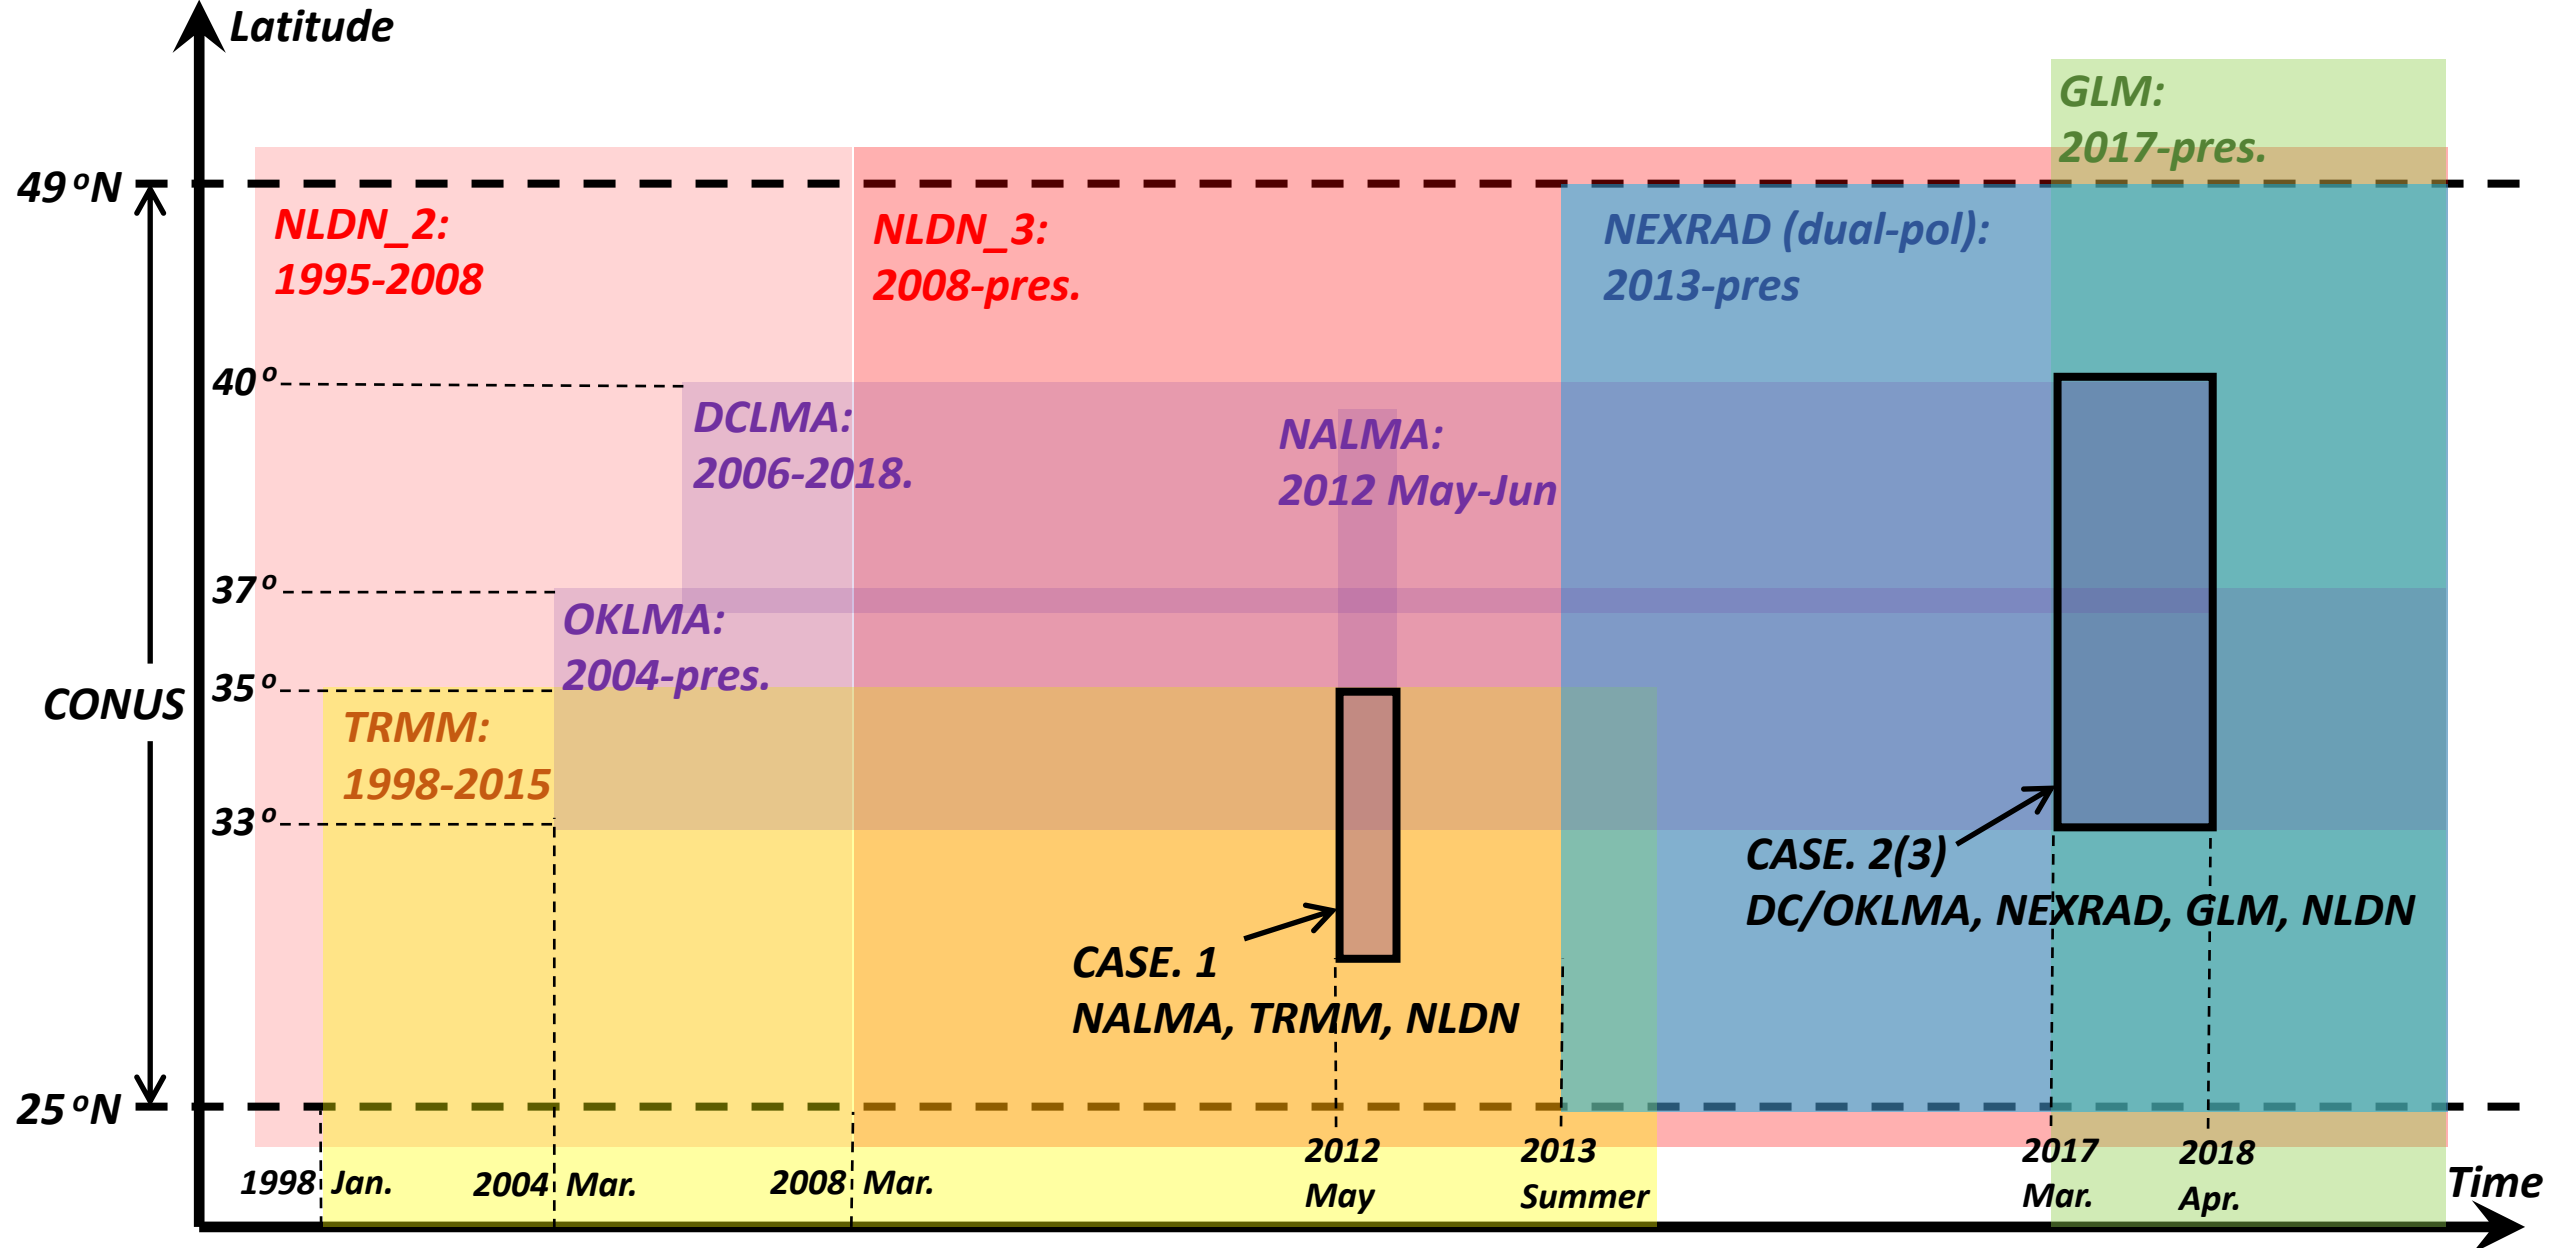 Latitude
GLM:
2017-pres.
49°N
NLDN_2:
1995-2008
NLDN_3:
2008-pres.
NEXRAD (dual-pol):
2013-pres
40°
DCLMA:
2006-2018.
NALMA:
2012 May-Jun
37°
OKLMA:
2004-pres.
35°
CONUS
TRMM:
1998-2015
33°
CASE. 2(3)
DC/OKLMA, NEXRAD, GLM, NLDN
CASE. 1
NALMA, TRMM, NLDN
25°N
1998 Jan.
2004 Mar.
2008 Mar.
2012
May
2013
Summer
2017
Mar.
2018
Apr.
Time